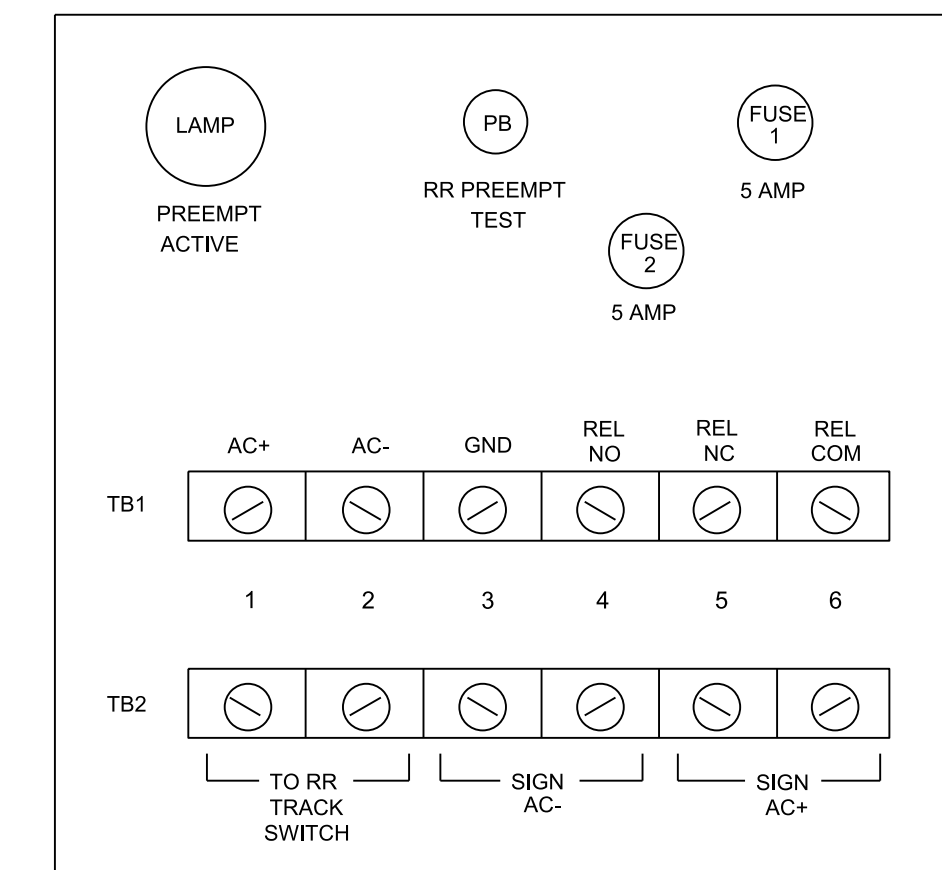 LAMP
PREEMPT
ACTIVE
PB
RR PREEMPT
TEST
FUSE
1
5 AMP
FUSE
2
5 AMP
AC+ AC- GND REL NO REL NC REL COM
TB1
1 2 3 4 5 6
TB2
TO RR
TRACK
SWITCH
SIGN
AC-
SIGN
AC+